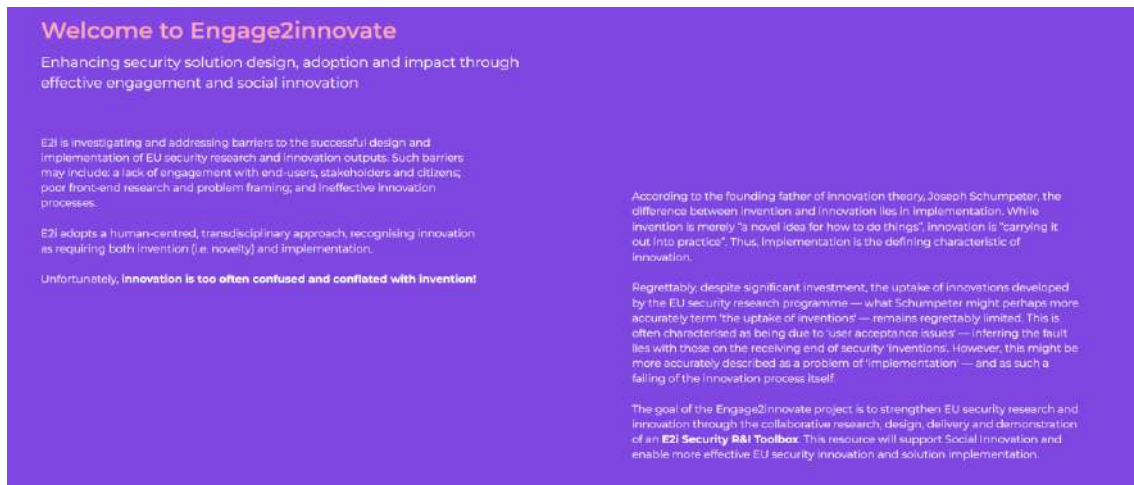 Welcome to Engage2innovate
Enhancing security solution design, adoption and impact through
effective engagement and social innovation
E2i is investigating and addressing barriers to the successful design and
implementation of EU security research and innovation outputs. Such barriers
may include: a lack of engagement with end-users, stakeholders and citizens;
poor front-end research and problem framing; and ineffective innovation
processes.
E2i adopts a human-centred, transdisciplinary approach, recognising innovation
as requiring both invention (i.e. novelty) and implementation.
Unfortunately, innovation is too often confused and conflated with invention!
According to the founding father of innovation theory, Joseph Schumpeter, the
difference between invention and innovation lies in implementation. While
invention is merely "a novel idea for how to do things", innovation is "carrying it
out into practice". Thus, implementation is the defining characteristic of
innovation.
Regrettably, despite significant investment, the uptake of innovations developed
by the EU security research programme — what Schumpeter might perhaps more
accurately term 'the uptake of inventions' — remains regrettably limited. This is
often characterised as being due to 'user acceptance issues' — inferring the fault
lies with those on the receiving end of security 'inventions'. However, this might be
more accurately described as a problem of 'implementation' — and as such a
failing of the innovation process itself.
The goal of the Engage2innovate project is to strengthen EU security research and
innovation through the collaborative research, design, delivery and demonstration
of an E2i Security R&I Toolbox. This resource will support Social Innovation and
enable more effective EU security innovation and solution implementation.